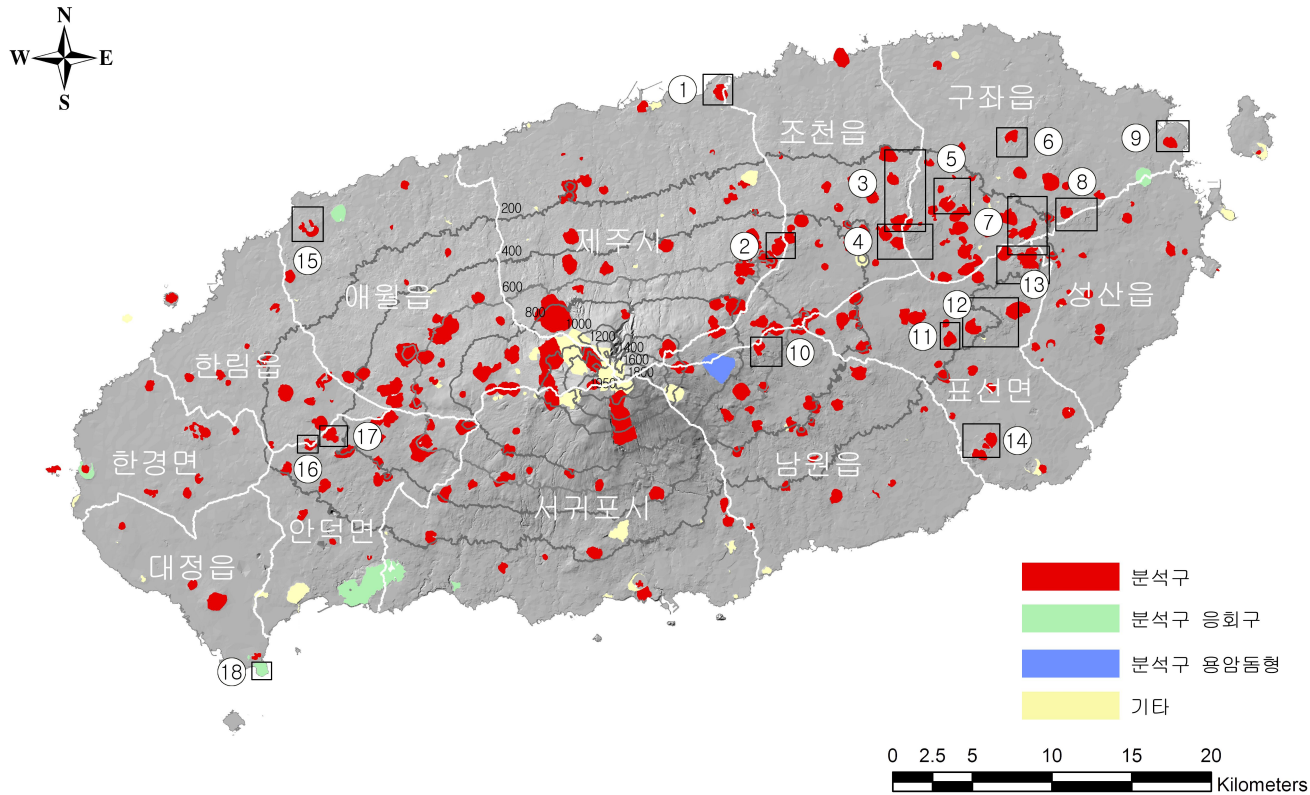 N
W E
S
①
구좌읍
조천읍
⑨
⑥
⑤
③
⑧
200
⑦
제주시
②
④
400
⑮
600
애월읍
성산읍
⑬
800
⑫
1000
⑪
1200
1400
⑩
1600
한림읍
1800
1950
표선면
⑰
⑭
⑯
한경면
남원읍
서귀포시
안덕면
대정읍
분석구
분석구 응회구
⑱
분석구 용암돔형
기타
0 2.5 5 10 15 20
Kilometers